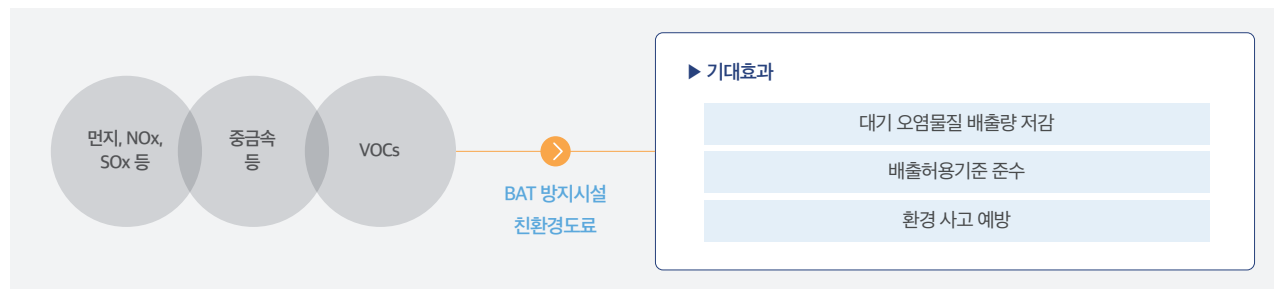 먼지, NOx,
SOx 등
중금속
등
VOCs
BAT 방지시설
친환경도료
▶ 기대효과
대기 오염물질 배출량 저감
배출허용기준 준수
환경 사고 예방